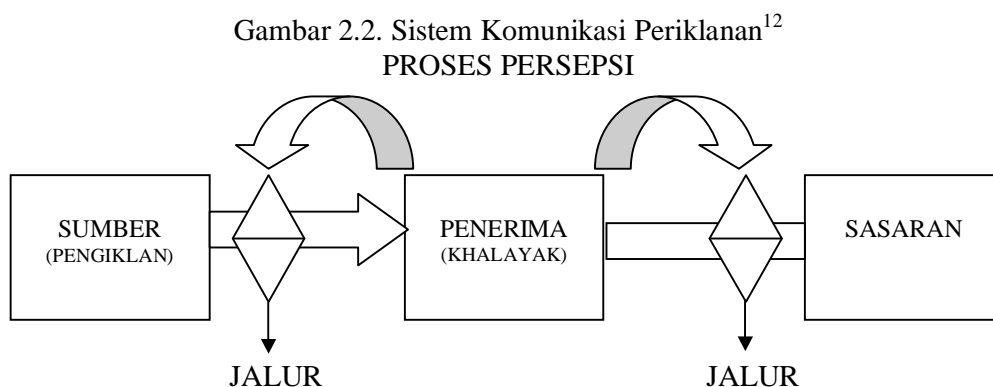 Gambar 2.2. Sistem Komunikasi Periklanan12
PROSES PERSEPSI
SUMBER
(PENGIKLAN)
PENERIMA
(KHALAYAK)
SASARAN
JALUR
JALUR